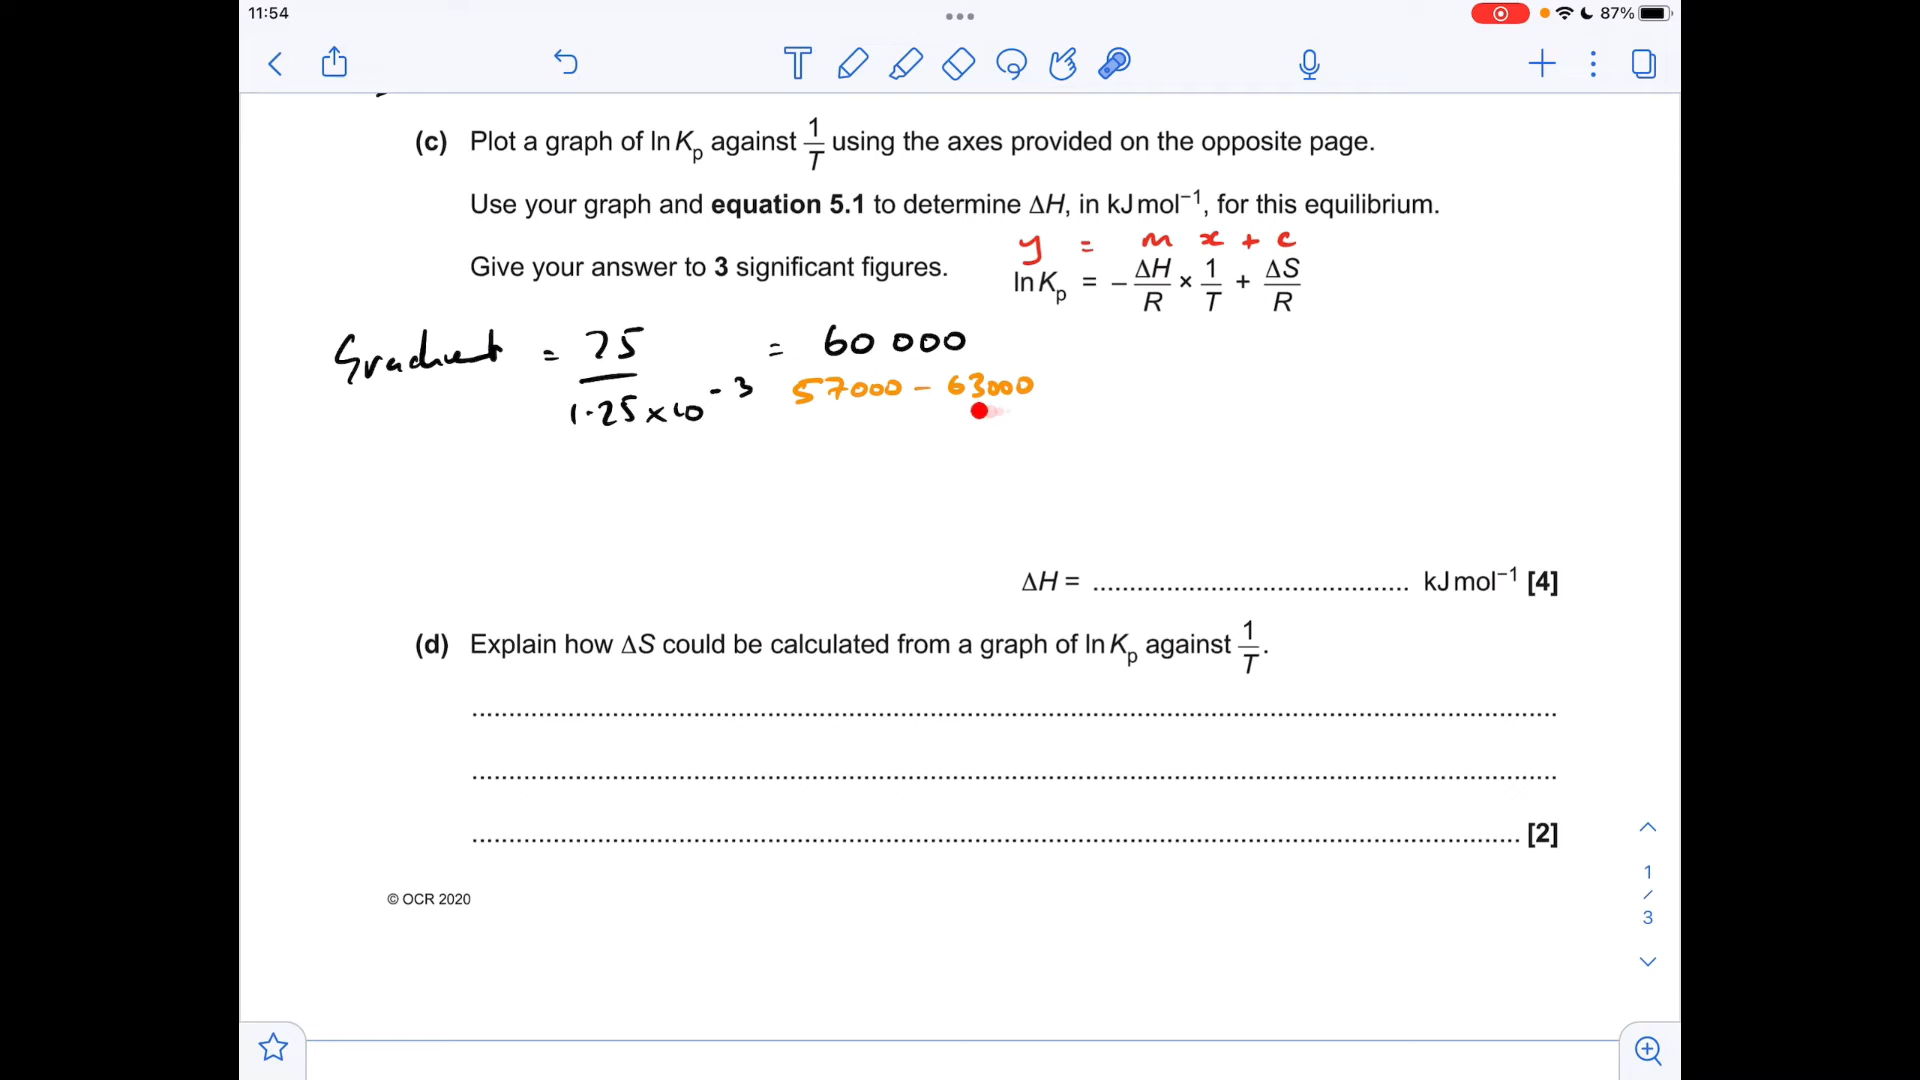 11:54
87%
(c) Plot a graph of ln Kp against 1/T using the axes provided on the opposite page.
Use your graph and equation 5.1 to determine ΔH, in kJ mol⁻¹, for this equilibrium.
y = m x + c
Give your answer to 3 significant figures.
ln Kp = − ΔH/R × 1/T + ΔS/R
Gradient = 75 / 1.25 × 10⁻³ = 60 000
57000 – 63000
ΔH = ........................................... kJ mol⁻¹ [4]
(d) Explain how ΔS could be calculated from a graph of ln Kp against 1/T.
...................................................................................................................................................
...................................................................................................................................................
.............................................................................................................................................. [2]
© OCR 2020
1
/
3